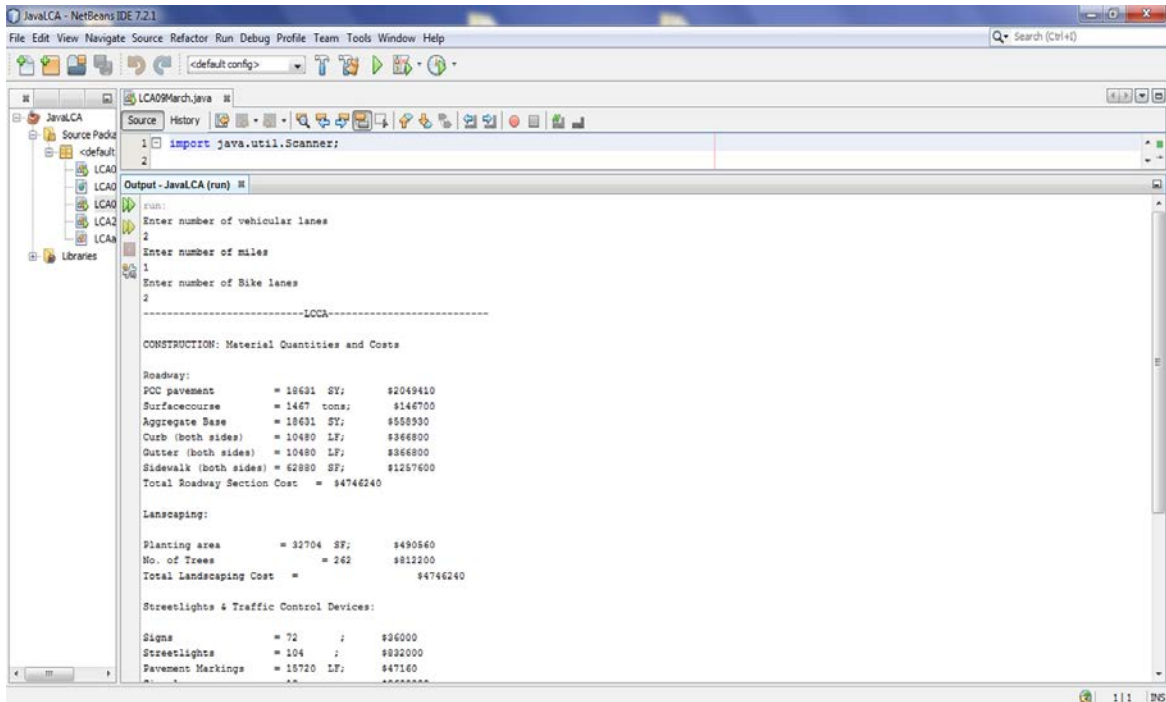 JavaLCA - NetBeans IDE 7.2.1
File Edit View Navigate Source Refactor Run Debug Profile Team Tools Window Help
Search (Ctrl+I)
<default config>
LCA09March.java
JavaLCA
Source Packa
<default
LCA0
LCA0
LCA0
LCA2
LCAa
Libraries
Source History
1 import java.util.Scanner;
2
Output - JavaLCA (run)
run:
Enter number of vehicular lanes
2
Enter number of miles
1
Enter number of Bike lanes
2
---------------------------LCCA---------------------------
CONSTRUCTION: Material Quantities and Costs
Roadway:
PCC pavement = 18631 SY; $2049410
Surfacecourse = 1467 tons; $146700
Aggregate Base = 18631 SY; $558930
Curb (both sides) = 10480 LF; $366800
Gutter (both sides) = 10480 LF; $366800
Sidewalk (both sides) = 62880 SF; $1257600
Total Roadway Section Cost = $4746240
Lanscaping:
Planting area = 32704 SF; $490560
No. of Trees = 262 $812200
Total Landscaping Cost = $4746240
Streetlights & Traffic Control Devices:
Signs = 72 ; $36000
Streetlights = 104 ; $832000
Pavement Markings = 15720 LF; $47160
1 | 1 INS